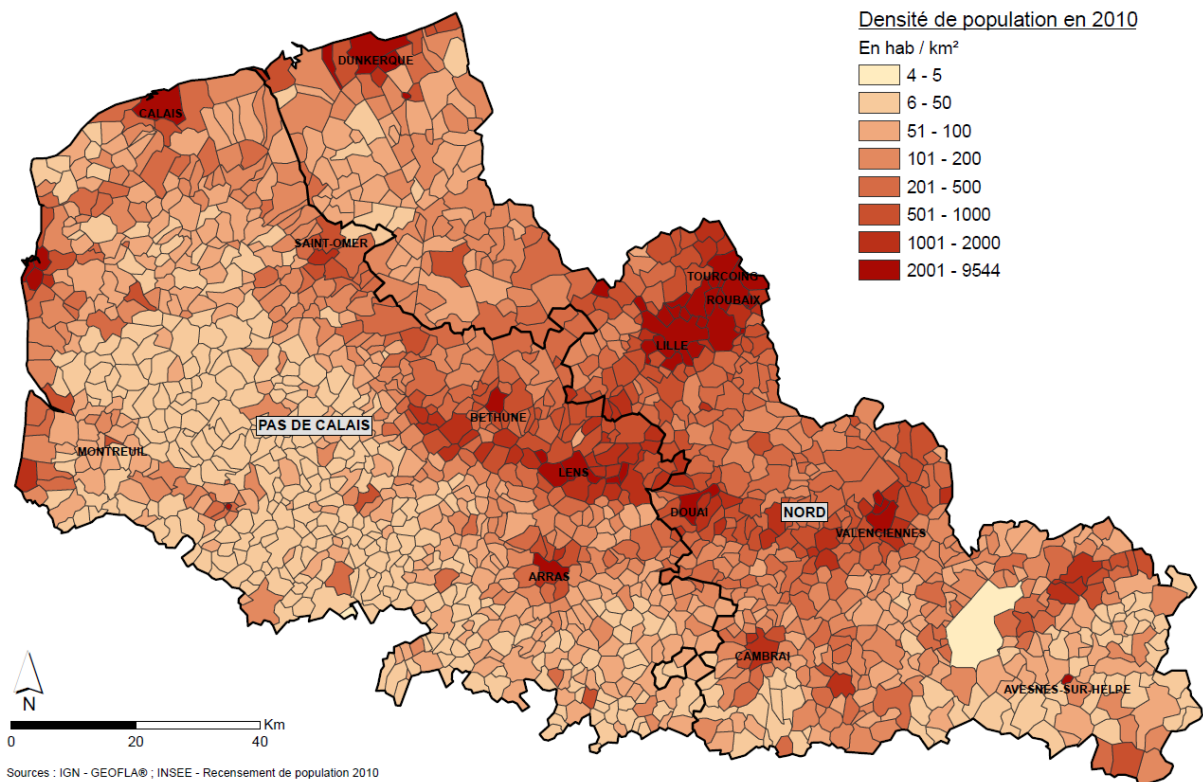 Densité de population en 2010
En hab / km²
4 - 5
6 - 50
51 - 100
101 - 200
201 - 500
501 - 1000
1001 - 2000
2001 - 9544
DUNKERQUE
CALAIS
SAINT-OMER
TOURCOING
ROUBAIX
LILLE
BETHUNE
PAS DE CALAIS
MONTREUIL
LENS
DOUAI
NORD
VALENCIENNES
ARRAS
CAMBRAI
AVESNES-SUR-HELPE
N
Km
0 20 40
Sources : IGN - GEOFLA® ; INSEE - Recensement de population 2010